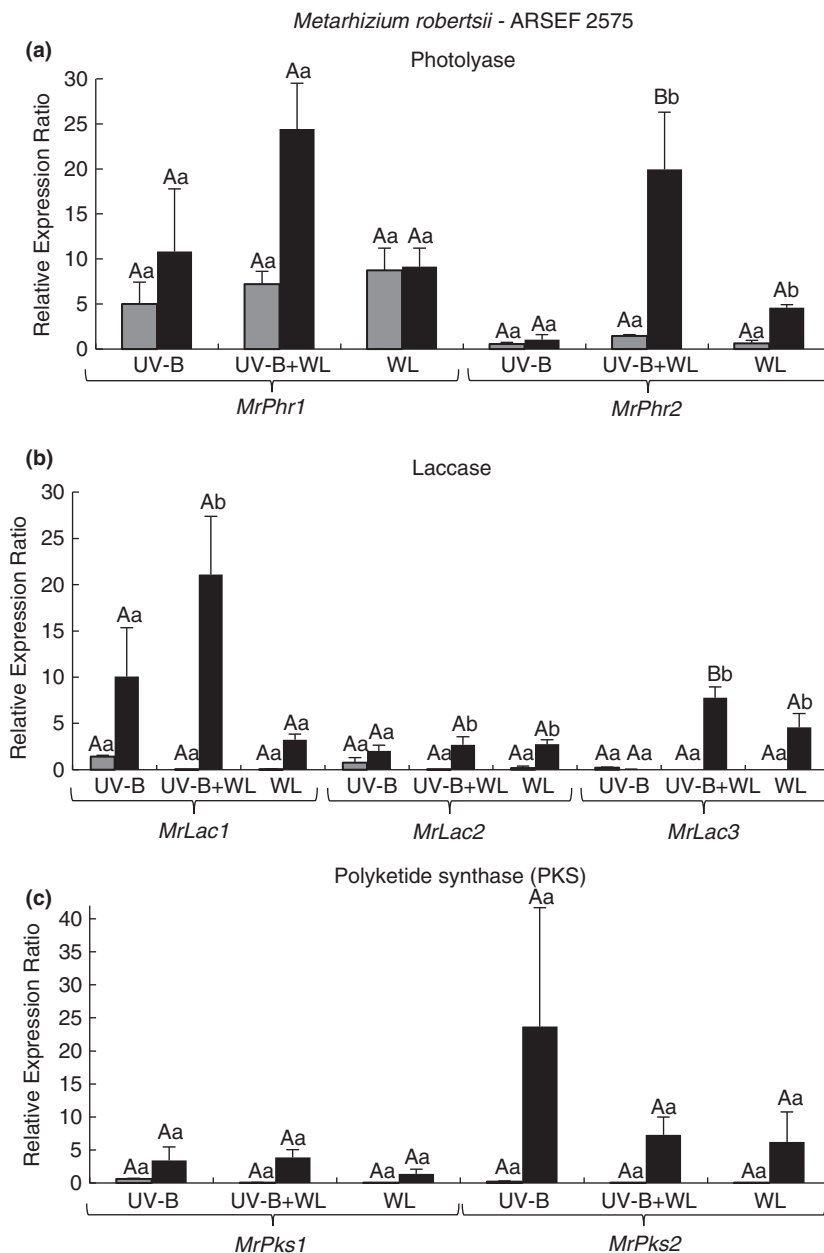 Metarhizium robertsii - ARSEF 2575
(a)
Photolyase
Relative Expression Ratio
30
25
20
15
10
5
0
Aa Aa Aa Aa Aa Aa Aa Aa Aa Bb Aa Ab
UV-B UV-B+WL WL UV-B UV-B+WL WL
MrPhr1 MrPhr2
(b)
Laccase
Relative Expression Ratio
30
25
20
15
10
5
0
Aa Aa Aa Ab Aa Aa Aa Aa Aa Ab Aa Ab Aa Aa Aa Bb Aa Ab
UV-B UV-B+WL WL UV-B UV-B+WL WL UV-B UV-B+WL WL
MrLac1 MrLac2 MrLac3
(c)
Polyketide synthase (PKS)
Relative Expression Ratio
40
35
30
25
20
15
10
5
0
Aa Aa Aa Aa Aa Aa Aa Aa Aa Aa Aa Aa
UV-B UV-B+WL WL UV-B UV-B+WL WL
MrPks1 MrPks2